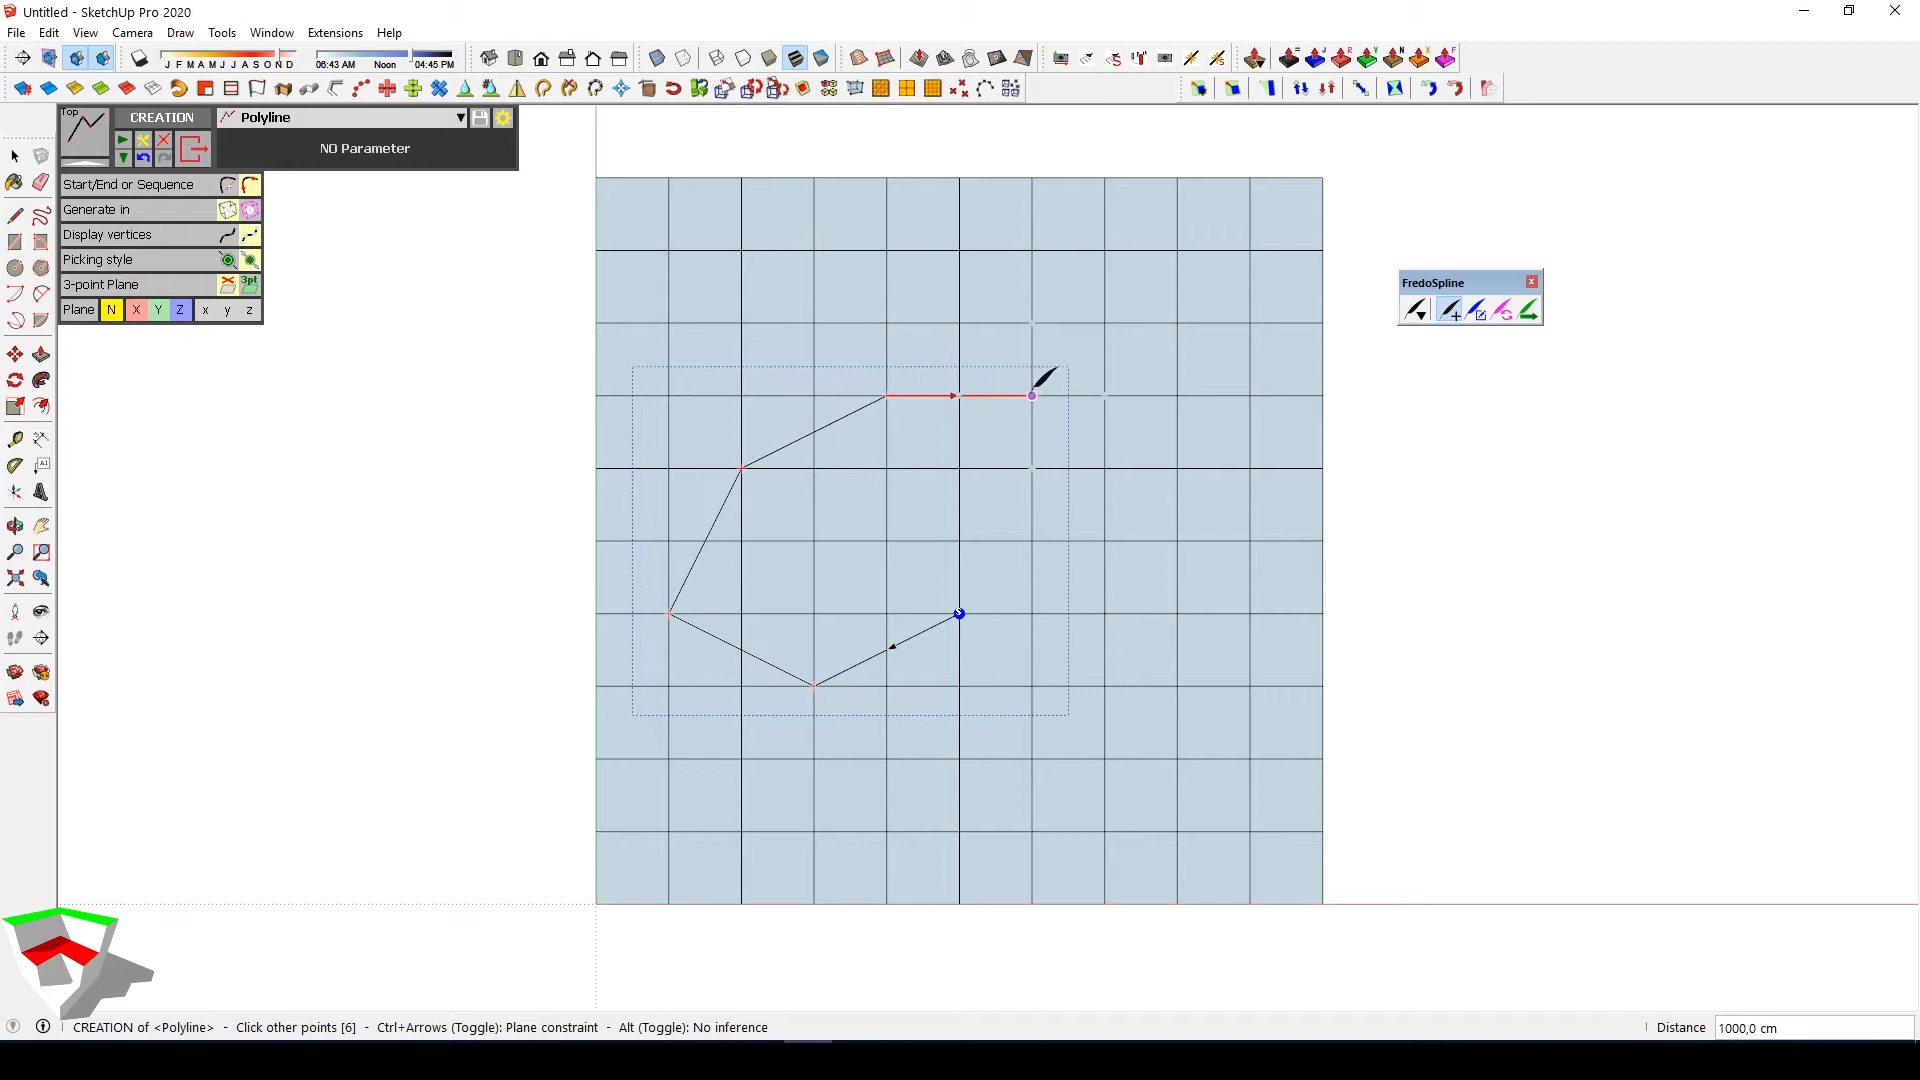 Untitled - SketchUp Pro 2020
File Edit View Camera Draw Tools Window Extensions Help
J F M A M J J A S O N D 06:43 AM Noon 04:45 PM
Top CREATION Polyline
NO Parameter
Start/End or Sequence
Generate in
Display vertices
Picking style
3-point Plane 3pt
Plane N X Y Z x y z
FredoSpline
CREATION of <Polyline> - Click other points [6] - Ctrl+Arrows (Toggle): Plane constraint - Alt (Toggle): No inference Distance 1000,0 cm